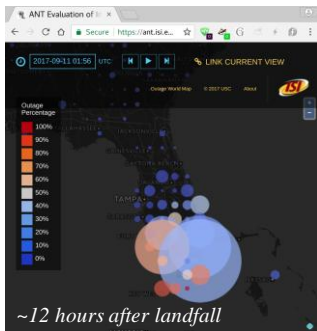 ANT Evaluation of
Secure https://ant.isi.e...
2017-09-11 01:56 UTC
LINK CURRENT VIEW
Outage World Map © 2017 USC About
ISI
Outage
Percentage
100%
90%
80%
70%
60%
50%
40%
30%
20%
10%
0%
TAMPA
~12 hours after landfall